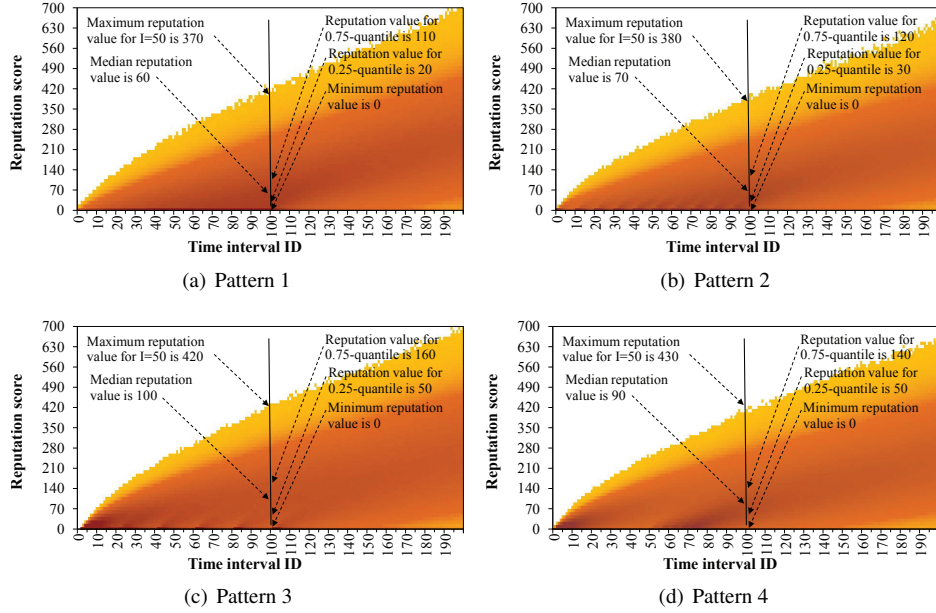 Reputation score
700
630
560
490
420
350
280
210
140
70
0
Maximum reputation
value for I=50 is 370
Median reputation
value is 60
Reputation value for
0.75-quantile is 110
Reputation value for
0.25-quantile is 20
Minimum reputation
value is 0
0 10 20 30 40 50 60 70 80 90 100 110 120 130 140 150 160 170 180 190
Time interval ID
(a) Pattern 1
Reputation score
700
630
560
490
420
350
280
210
140
70
0
Maximum reputation
value for I=50 is 380
Median reputation
value is 70
Reputation value for
0.75-quantile is 120
Reputation value for
0.25-quantile is 30
Minimum reputation
value is 0
0 10 20 30 40 50 60 70 80 90 100 110 120 130 140 150 160 170 180 190
Time interval ID
(b) Pattern 2
Reputation score
700
630
560
490
420
350
280
210
140
70
0
Maximum reputation
value for I=50 is 420
Median reputation
value is 100
Reputation value for
0.75-quantile is 160
Reputation value for
0.25-quantile is 50
Minimum reputation
value is 0
0 10 20 30 40 50 60 70 80 90 100 110 120 130 140 150 160 170 180 190
Time interval ID
(c) Pattern 3
Reputation score
700
630
560
490
420
350
280
210
140
70
0
Maximum reputation
value for I=50 is 430
Median reputation
value is 90
Reputation value for
0.75-quantile is 140
Reputation value for
0.25-quantile is 50
Minimum reputation
value is 0
0 10 20 30 40 50 60 70 80 90 100 110 120 130 140 150 160 170 180 190
Time interval ID
(d) Pattern 4